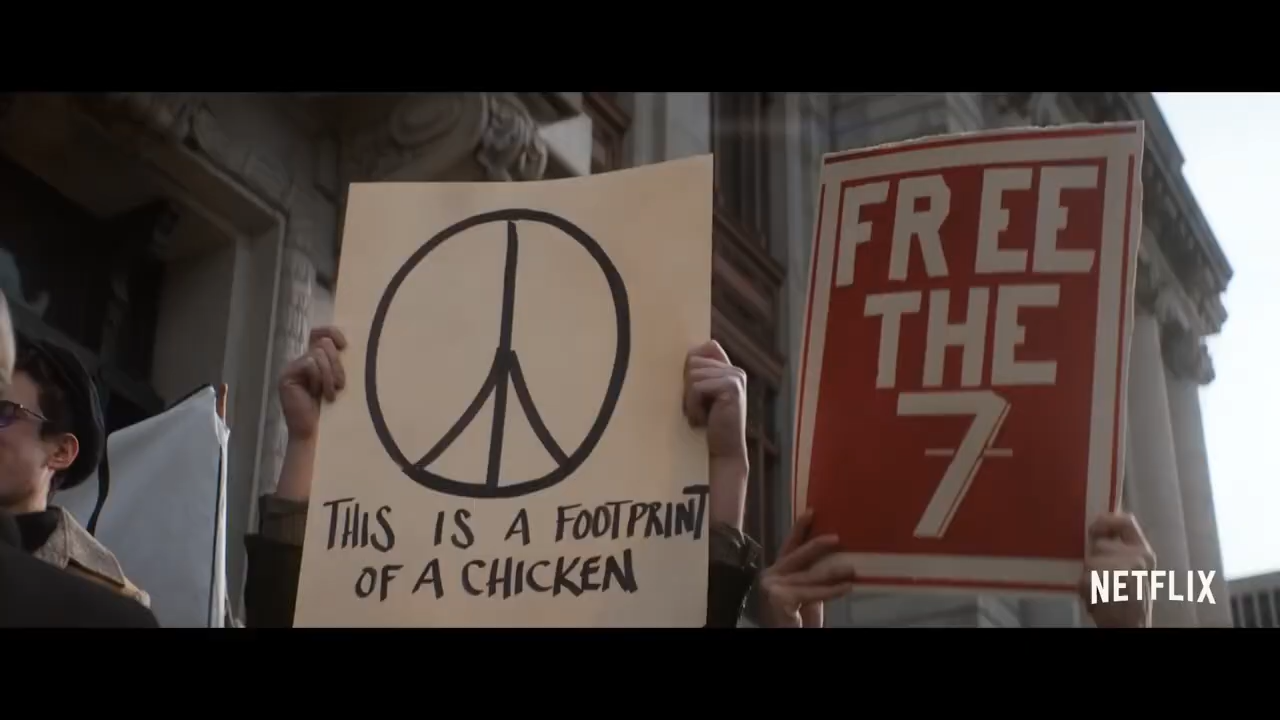 THIS IS A FOOTPRINT
OF A CHICKEN
FREE
THE
7
NETFLIX